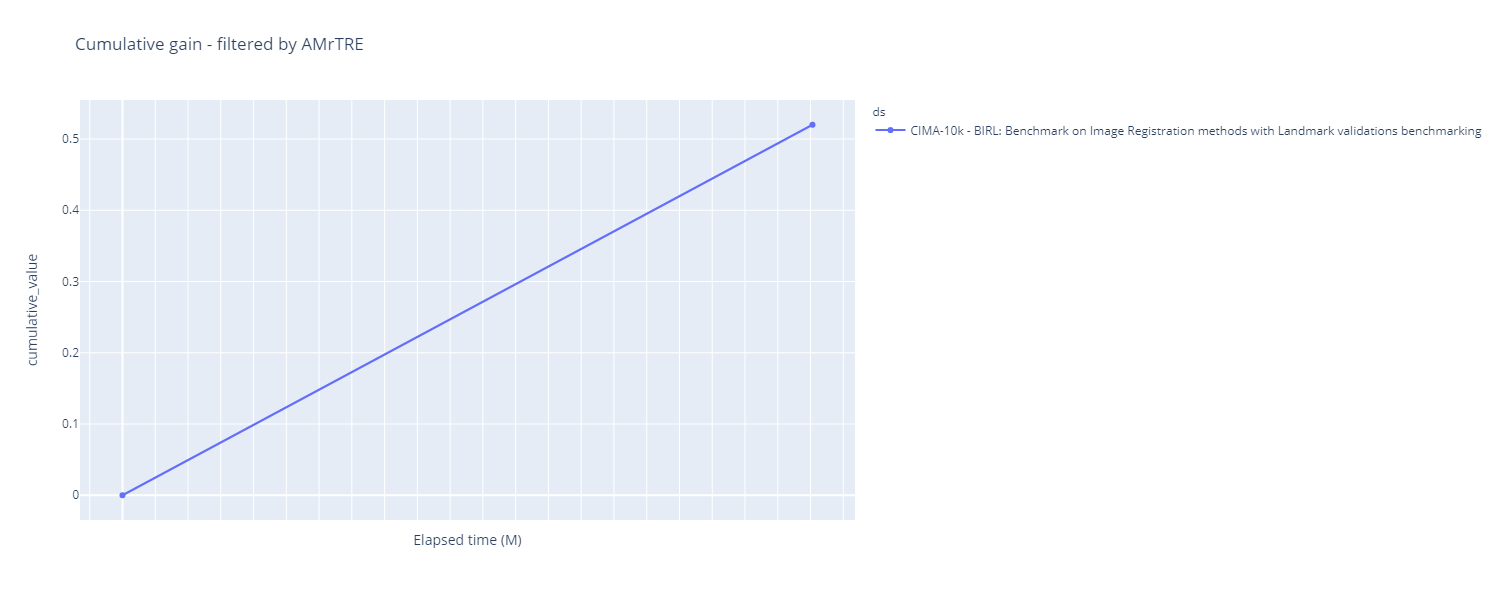 Cumulative gain - filtered by AMrTRE
ds
CIMA-10k - BIRL: Benchmark on Image Registration methods with Landmark validations benchmarking
0.5
0.4
0.3
0.2
0.1
0
cumulative_value
Elapsed time (M)